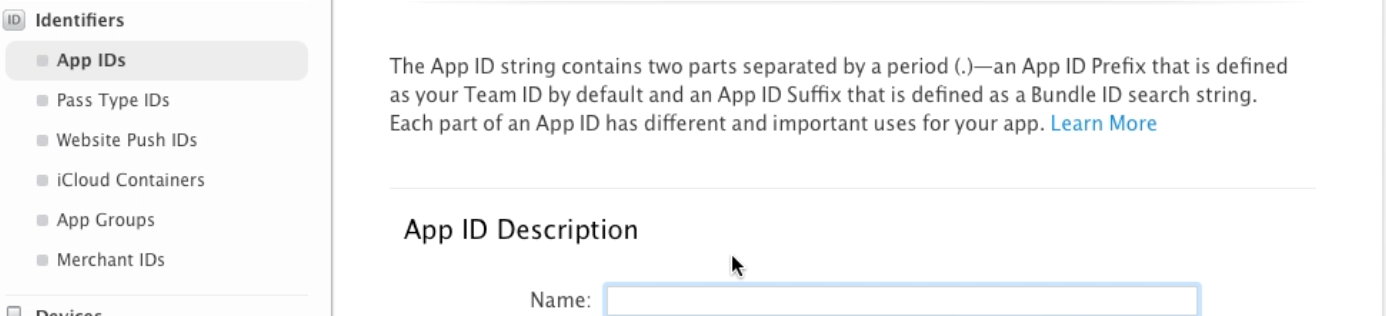 ID Identifiers
App IDs
Pass Type IDs
Website Push IDs
iCloud Containers
App Groups
Merchant IDs
Devices
The App ID string contains two parts separated by a period (.)—an App ID Prefix that is defined
as your Team ID by default and an App ID Suffix that is defined as a Bundle ID search string.
Each part of an App ID has different and important uses for your app. Learn More
App ID Description
Name: